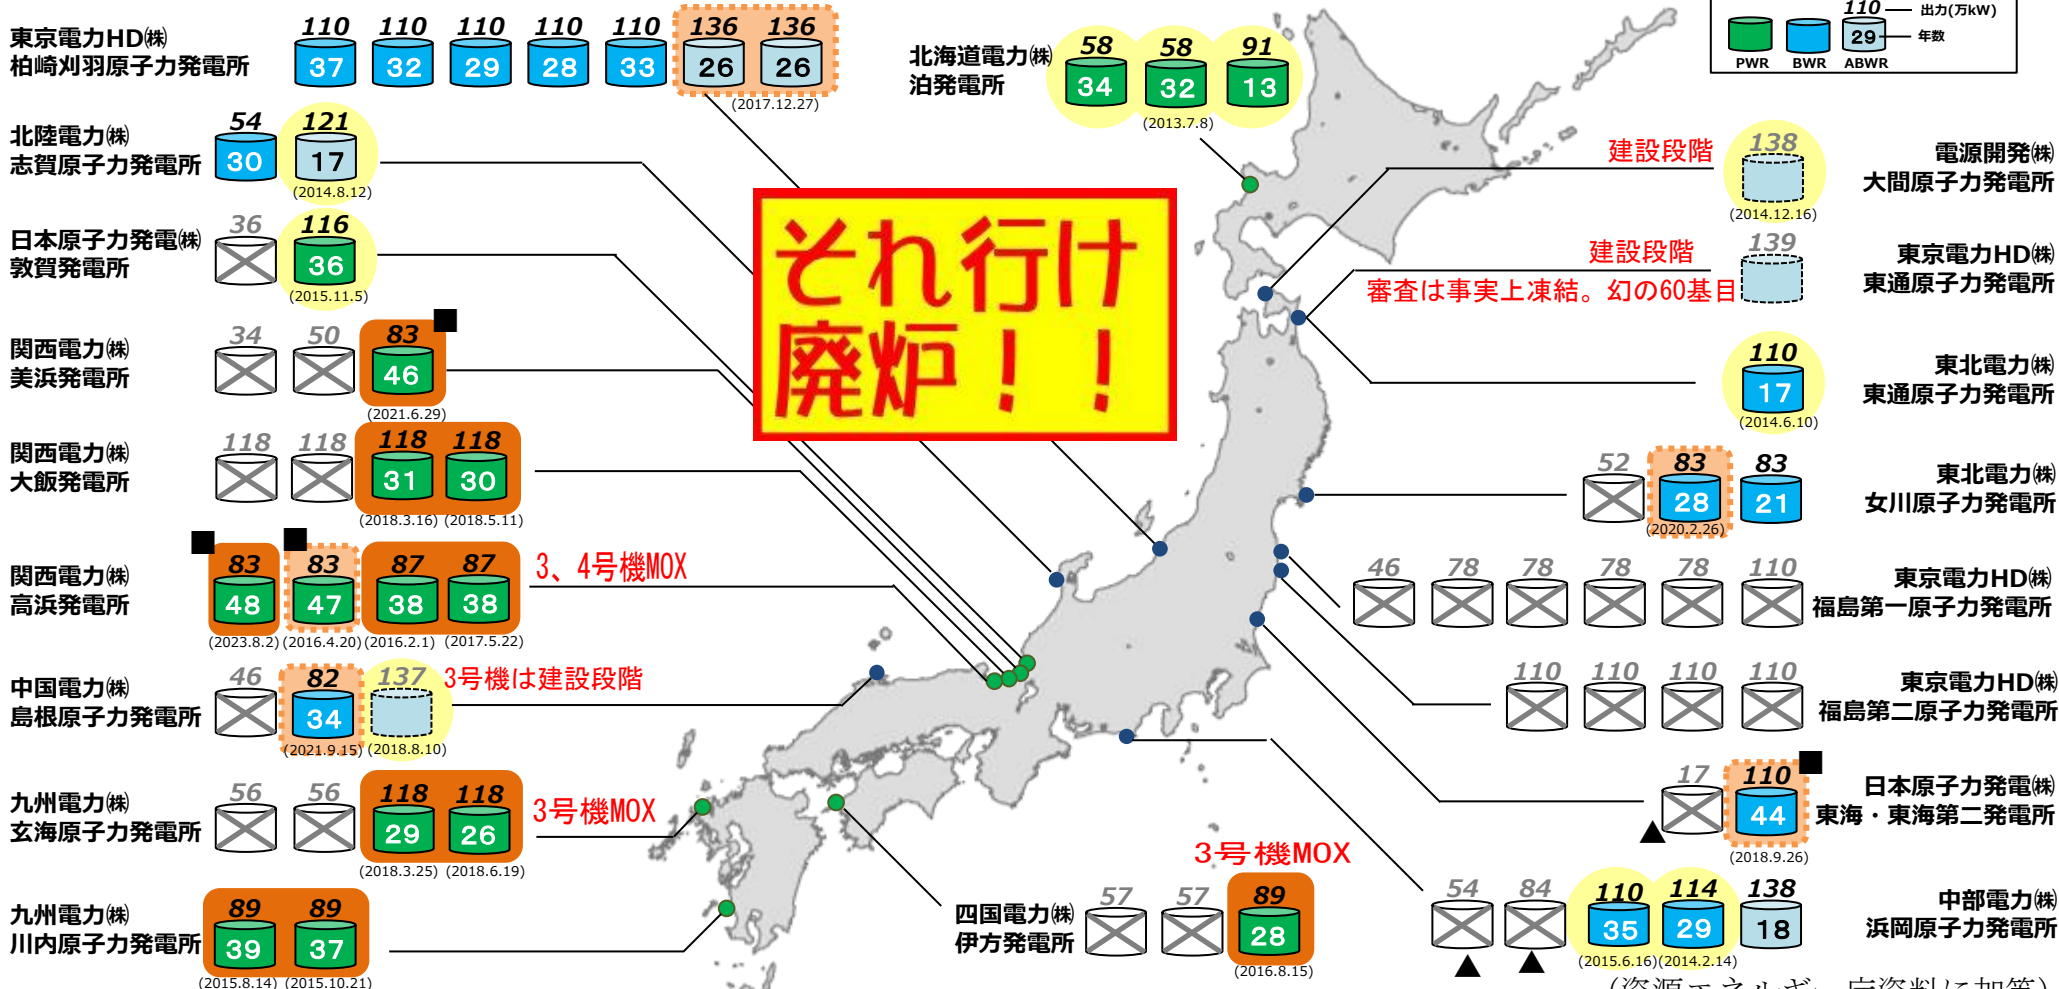 110 出力(万kW)
29 年数
PWR BWR ABWR
東京電力HD㈱
柏崎刈羽原子力発電所
110 110 110 110 110 136 136
37 32 29 28 33 26 26
(2017.12.27)
北海道電力㈱
泊発電所
58 58 91
34 32 13
(2013.7.8)
北陸電力㈱
志賀原子力発電所
54 121
30 17
(2014.8.12)
日本原子力発電㈱
敦賀発電所
36 116
36
(2015.11.5)
関西電力㈱
美浜発電所
34 50 83
46
(2021.6.29)
関西電力㈱
大飯発電所
118 118 118 118
31 30
(2018.3.16) (2018.5.11)
関西電力㈱
高浜発電所
83 83 87 87
48 47 38 38
(2023.8.2) (2016.4.20) (2016.2.1) (2017.5.22)
3、4号機MOX
中国電力㈱
島根原子力発電所
46 82 137
34
(2021.9.15) (2018.8.10)
3号機は建設段階
九州電力㈱
玄海原子力発電所
56 56 118 118
29 26
(2018.3.25) (2018.6.19)
3号機MOX
九州電力㈱
川内原子力発電所
89 89
39 37
(2015.8.14) (2015.10.21)
それ行け
廃炉！！
建設段階
138
(2014.12.16)
電源開発㈱
大間原子力発電所
建設段階
審査は事実上凍結。幻の60基目
139
東京電力HD㈱
東通原子力発電所
110
17
(2014.6.10)
東北電力㈱
東通原子力発電所
52 83 83
28 21
(2020.2.26)
東北電力㈱
女川原子力発電所
46 78 78 78 78 110
東京電力HD㈱
福島第一原子力発電所
110 110 110 110
東京電力HD㈱
福島第二原子力発電所
17 110
44
(2018.9.26)
日本原子力発電㈱
東海・東海第二発電所
3号機MOX
四国電力㈱
伊方発電所
57 57 89
28
(2016.8.15)
54 84 110 114 138
35 29 18
(2015.6.16) (2014.2.14)
中部電力㈱
浜岡原子力発電所
（資源エネルギー庁資料に加筆）